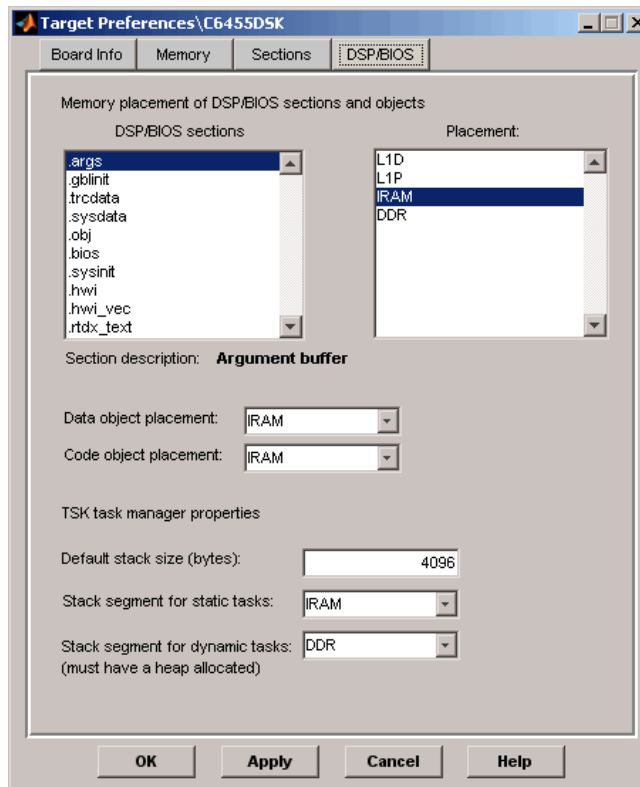 Target Preferences\C6455DSK
Board Info Memory Sections DSP/BIOS
Memory placement of DSP/BIOS sections and objects
DSP/BIOS sections Placement:
.args
.gblinit
.trcdata
.sysdata
.obj
.bios
.sysinit
.hwi
.hwi_vec
.rtdx_text
L1D
L1P
IRAM
DDR
Section description: Argument buffer
Data object placement: IRAM
Code object placement: IRAM
TSK task manager properties
Default stack size (bytes): 4096
Stack segment for static tasks: IRAM
Stack segment for dynamic tasks: DDR
(must have a heap allocated)
OK Apply Cancel Help